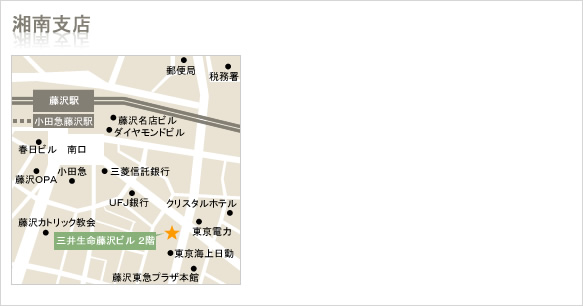 湘南支店
郵便局
税務署
藤沢駅
小田急藤沢駅
藤沢名店ビル
ダイヤモンドビル
春日ビル 南口
藤沢OPA
小田急
三菱信託銀行
UFJ銀行
クリスタルホテル
藤沢カトリック教会
東京電力
三井生命藤沢ビル 2階
東京海上日動
藤沢東急プラザ本館